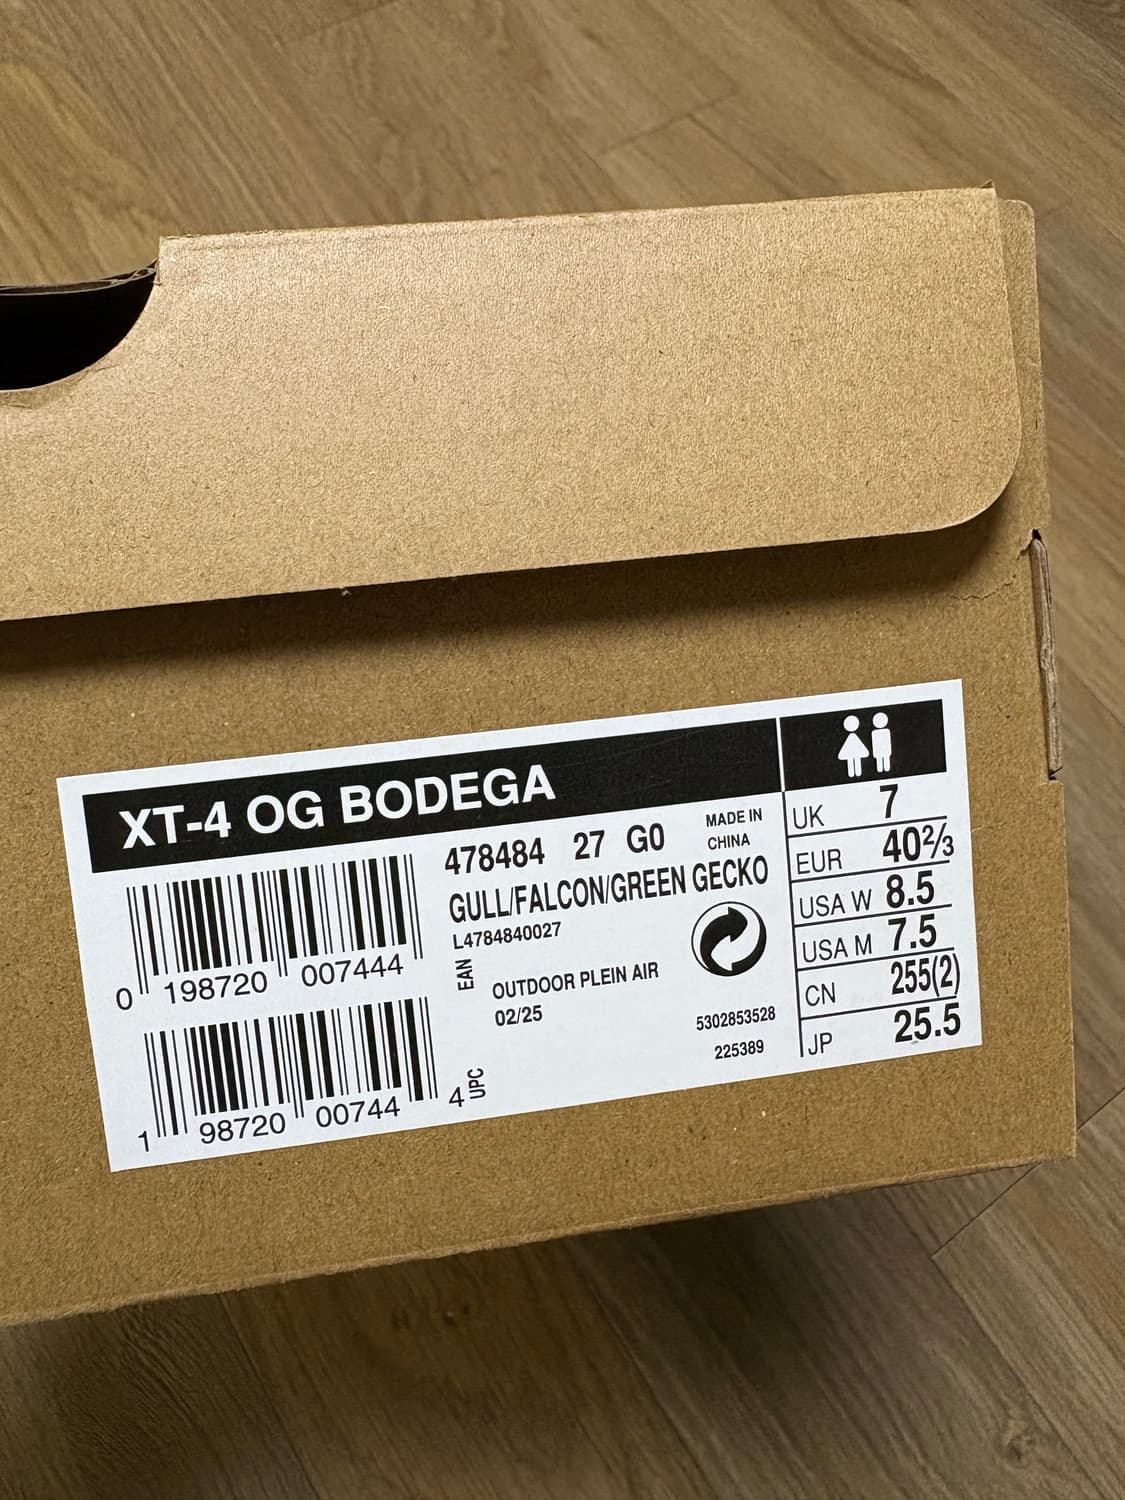 XT-4 OG BODEGA
478484 27 G0
MADE IN
CHINA
GULL/FALCON/GREEN GECKO
L4784840027
EAN
OUTDOOR PLEIN AIR
02/25
5302853528
225389
0 198720 007444
1 98720 00744 4
UPC
UK 7
EUR 40⅔
USA W 8.5
USA M 7.5
CN 255(2)
JP 25.5